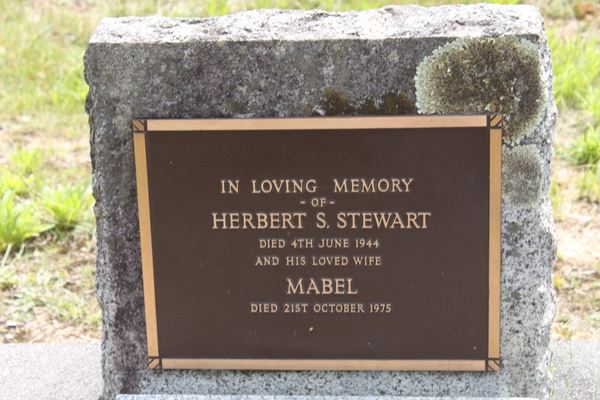 IN LOVING MEMORY
- OF -
HERBERT S. STEWART
DIED 4TH JUNE 1944
AND HIS LOVED WIFE
MABEL
DIED 21ST OCTOBER 1975